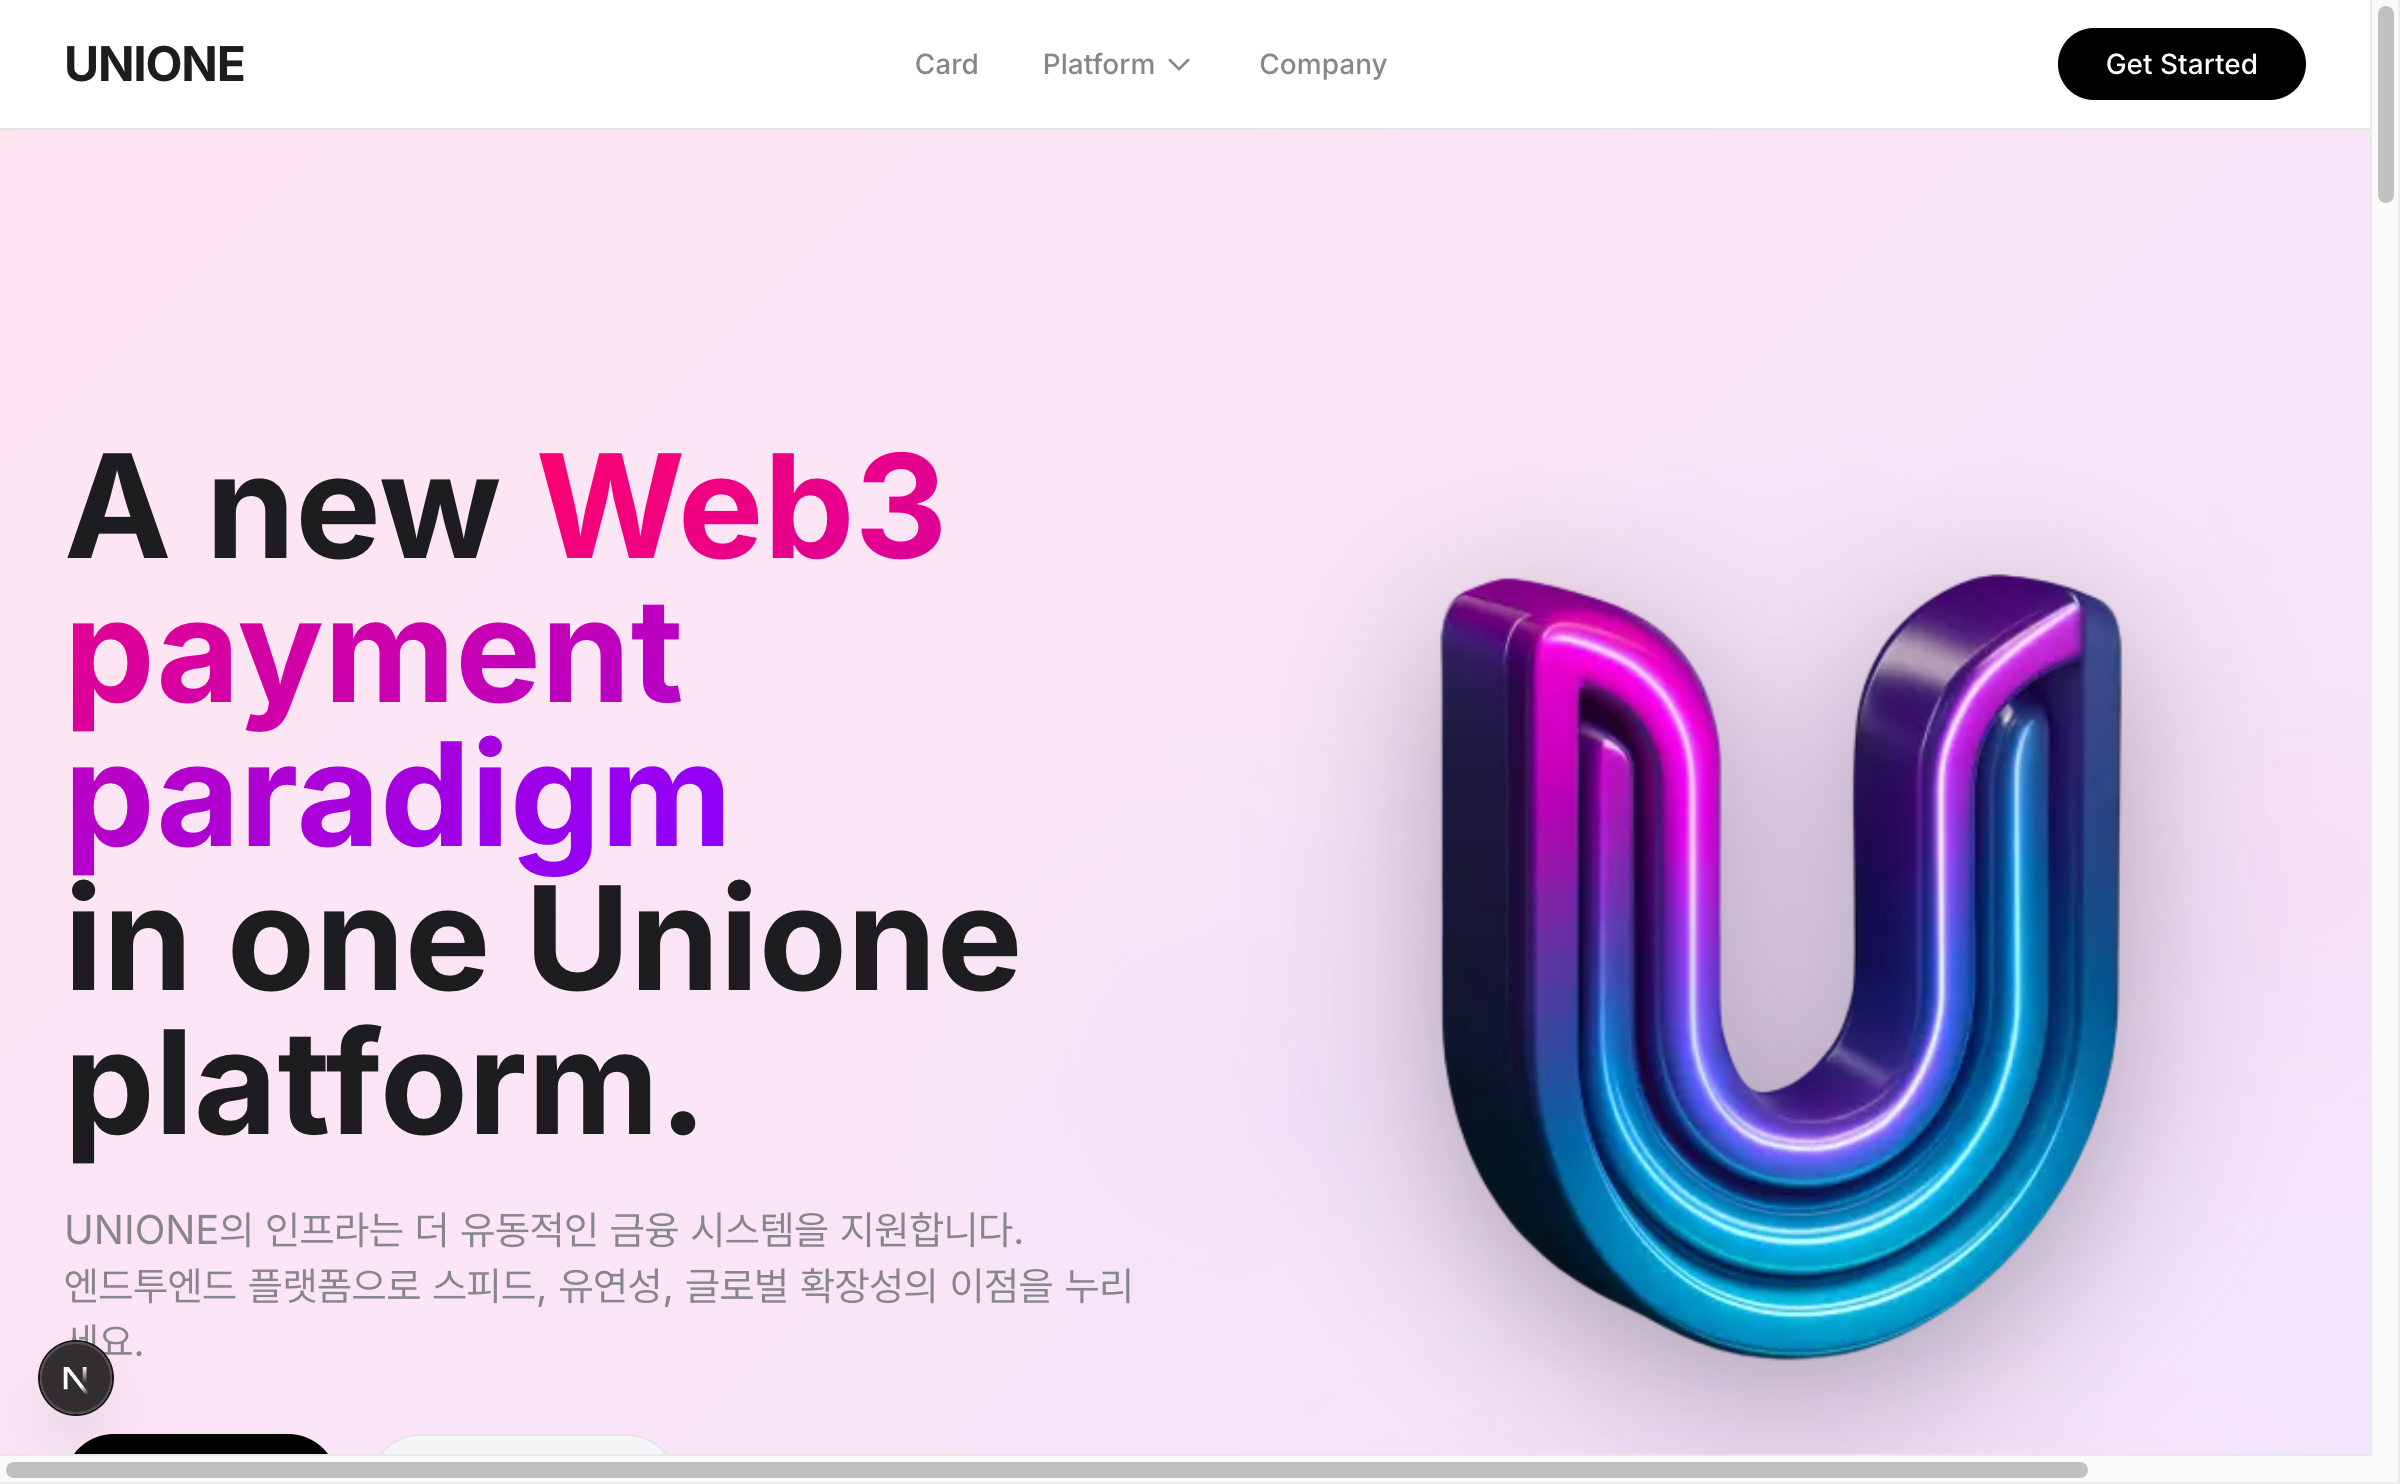 UNIONE
Card
Platform
Company
Get Started
A new Web3
payment
paradigm
in one Unione
platform.
UNIONE의 인프라는 더 유동적인 금융 시스템을 지원합니다.
엔드투엔드 플랫폼으로 스피드, 유연성, 글로벌 확장성의 이점을 누리
세요.
N